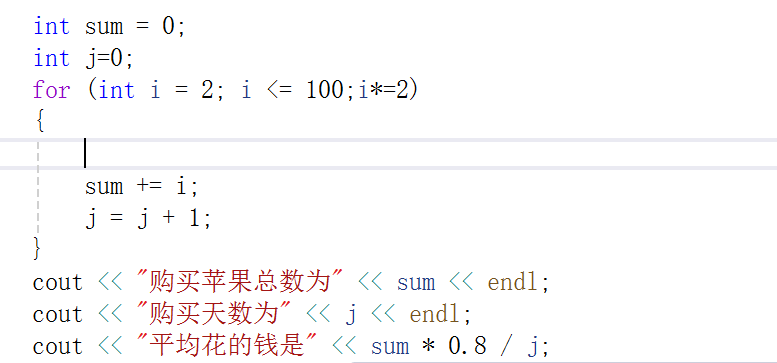 int sum = 0;
int j=0;
for (int i = 2; i <= 100;i*=2)
{
sum += i;
j = j + 1;
}
cout << "购买苹果总数为" << sum << endl;
cout << "购买天数为" << j << endl;
cout << "平均花的钱是" << sum * 0.8 / j;